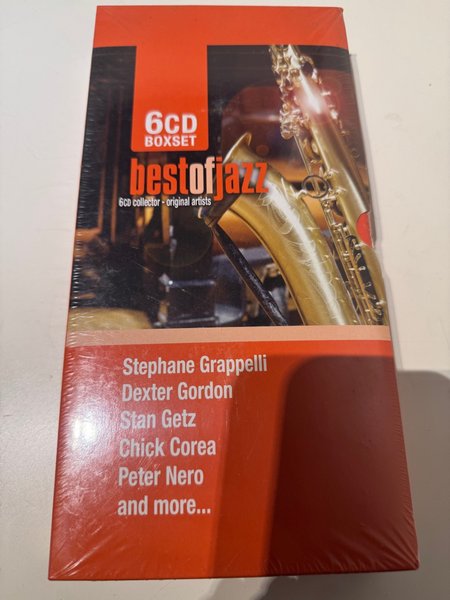 6CD
BOXSET
bestofjazz
6CD collector - original artists
Stephane Grappelli
Dexter Gordon
Stan Getz
Chick Corea
Peter Nero
and more...